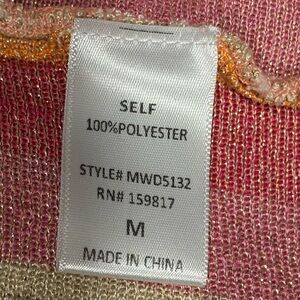 SELF
100%POLYESTER
STYLE# MWD5132
RN# 159817
M
MADE IN CHINA